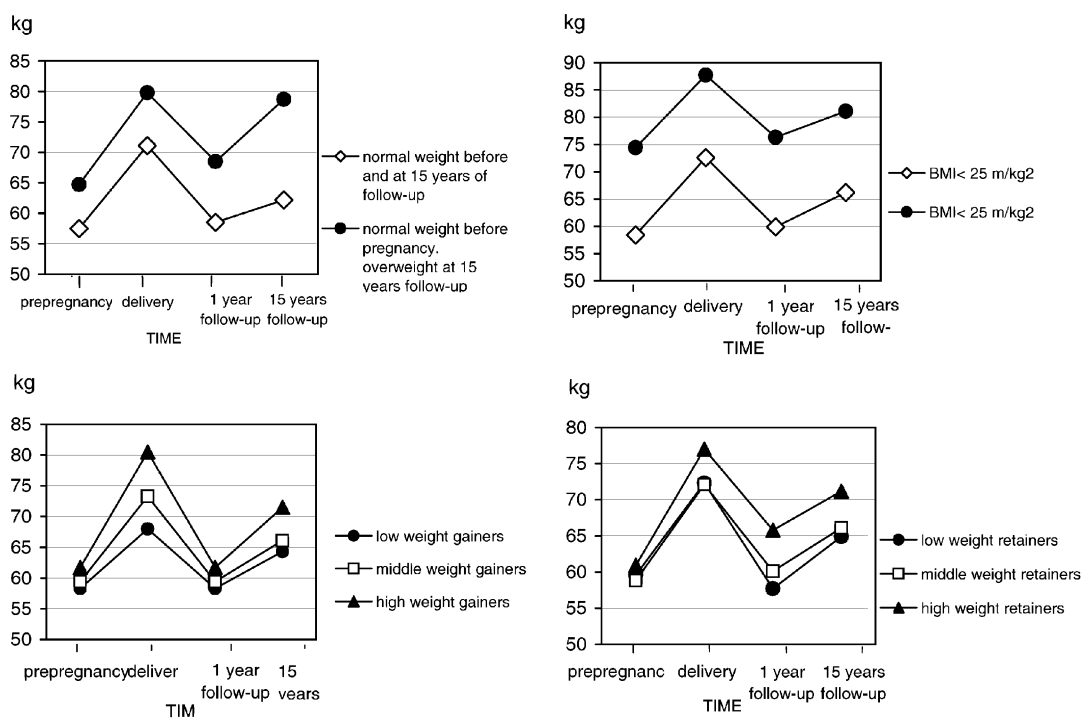 kg
85
80
75
70
65
60
55
50
prepregnancy delivery 1 year 15 years
follow-up follow-up
TIME
normal weight before
and at 15 years of
follow-up
normal weight before
pregnancy.
overweight at 15
years follow-up
kg
90
85
80
75
70
65
60
55
50
prepregnancy delivery 1 year 15 years
follow-up follow-
TIME
BMI< 25 m/kg2
BMI< 25 m/kg2
kg
85
80
75
70
65
60
55
50
prepregnancy deliver 1 year 15
follow-up years
TIM
low weight gainers
middle weight gainers
high weight gainers
kg
80
75
70
65
60
55
50
prepregnanc delivery 1 year 15 years
follow-up follow-up
TIME
low weight retainers
middle weight retainers
high weight retainers